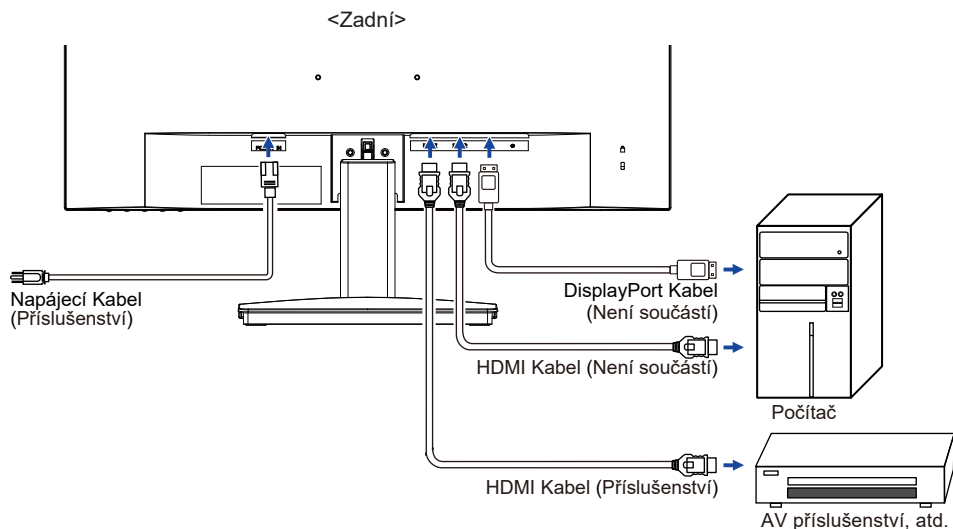 <Zadní>
Napájecí Kabel
(Příslušenství)
DisplayPort Kabel
(Není součástí)
HDMI Kabel (Není součástí)
Počítač
HDMI Kabel (Příslušenství)
AV příslušenství, atd.